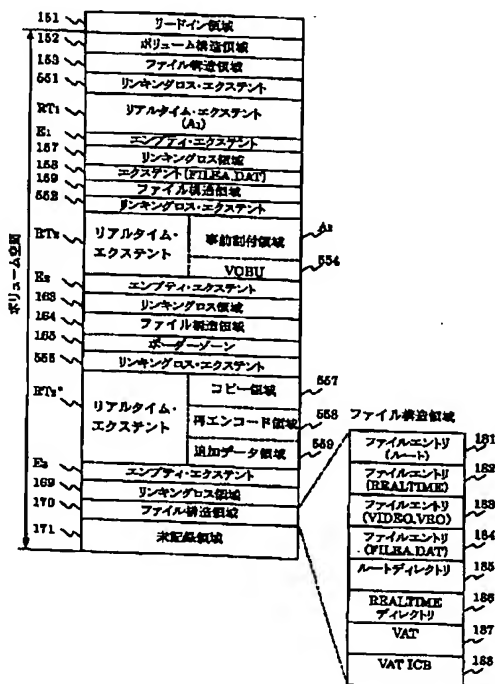 151 リードイン領域
152 ボリューム構造領域
153 ファイル構造領域
551 リンキングロス・エクステント
RT1 リアルタイム・エクステント (A1)
E1 エンプティ・エクステント
157 リンキングロス領域
158 エクステント(FILEA.DAT)
159 ファイル構造領域
552 リンキングロス・エクステント
RT2 リアルタイム・エクステント
事前割付領域 A2
VOBU 554
E2 エンプティ・エクステント
163 リンキングロス領域
164 ファイル構造領域
165 ボーダーゾーン
リンキングロス・エクステント
リアルタイム・エクステント
コピー領域 557
再エンコード領域 558
追加データ領域 559
E3 エンプティ・エクステント
169 リンキングロス領域
170 ファイル構造領域
171 未記録領域
ボリューム空間
ファイル構造領域
ファイルエントリ (ルート) 181
ファイルエントリ (REALTIME) 182
ファイルエントリ (VIDEO.VRO) 183
ファイルエントリ (FILEA.DAT) 184
ルートディレクトリ 185
REALTIME ディレクトリ 186
VAT 187
VAT ICB 188